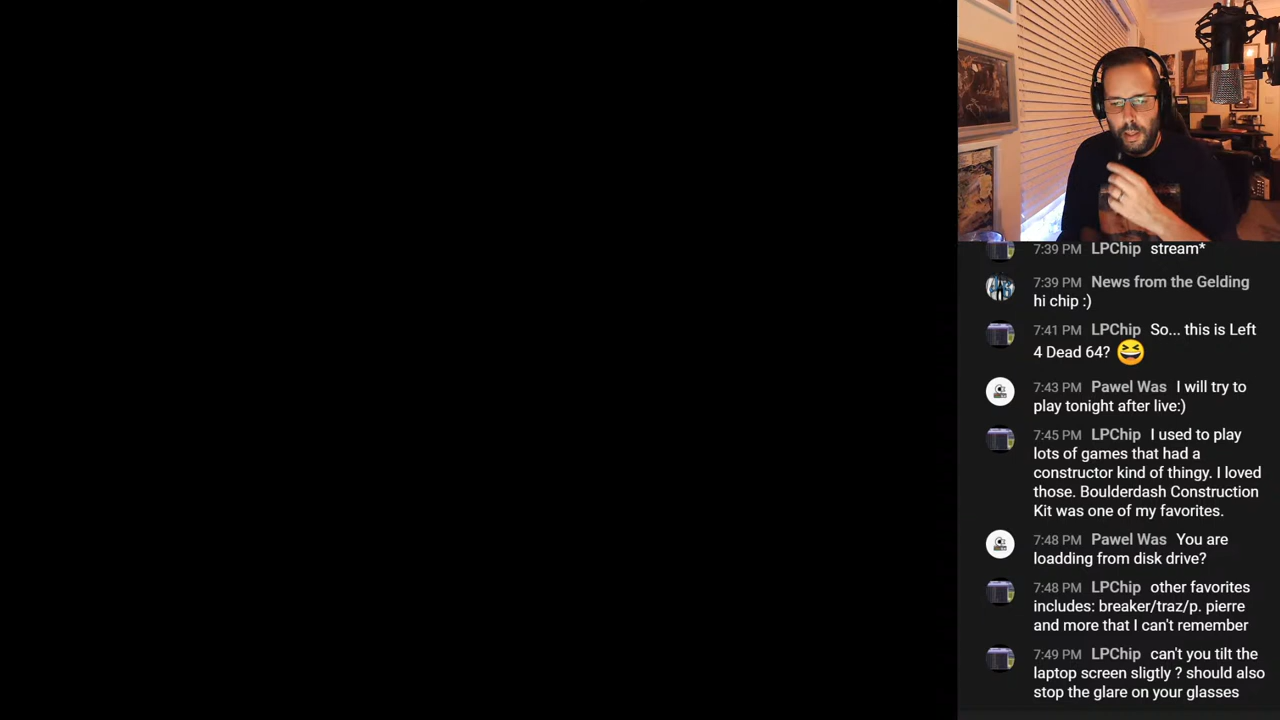 7:39 PM LPChip stream*
7:39 PM News from the Gelding
hi chip :)
7:41 PM LPChip So... this is Left
4 Dead 64?
7:43 PM Pawel Was I will try to
play tonight after live:)
7:45 PM LPChip I used to play
lots of games that had a
constructor kind of thingy. I loved
those. Boulderdash Construction
Kit was one of my favorites.
7:48 PM Pawel Was You are
loadding from disk drive?
7:48 PM LPChip other favorites
includes: breaker/traz/p. pierre
and more that I can't remember
7:49 PM LPChip can't you tilt the
laptop screen sligtly ? should also
stop the glare on your glasses